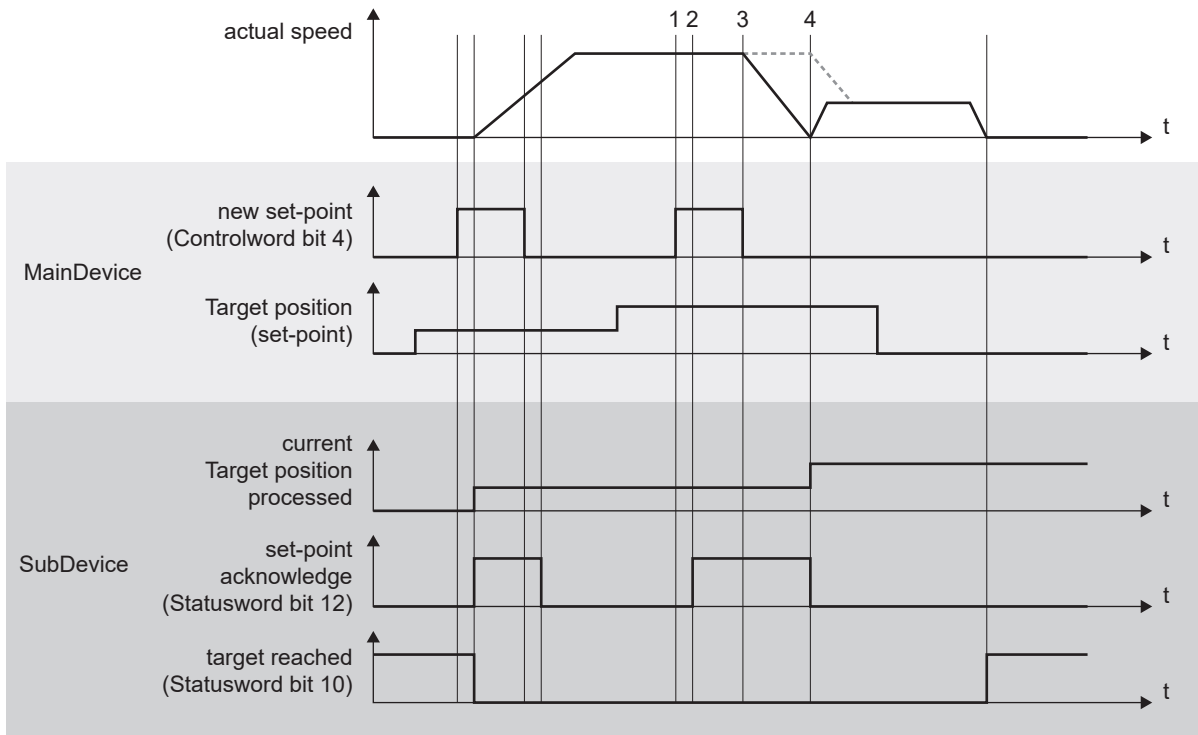 actual speed
1 2 3 4
t
new set-point
(Controlword bit 4)
t
MainDevice
Target position
(set-point)
t
current
Target position
processed
t
SubDevice
set-point
acknowledge
(Statusword bit 12)
t
target reached
(Statusword bit 10)
t